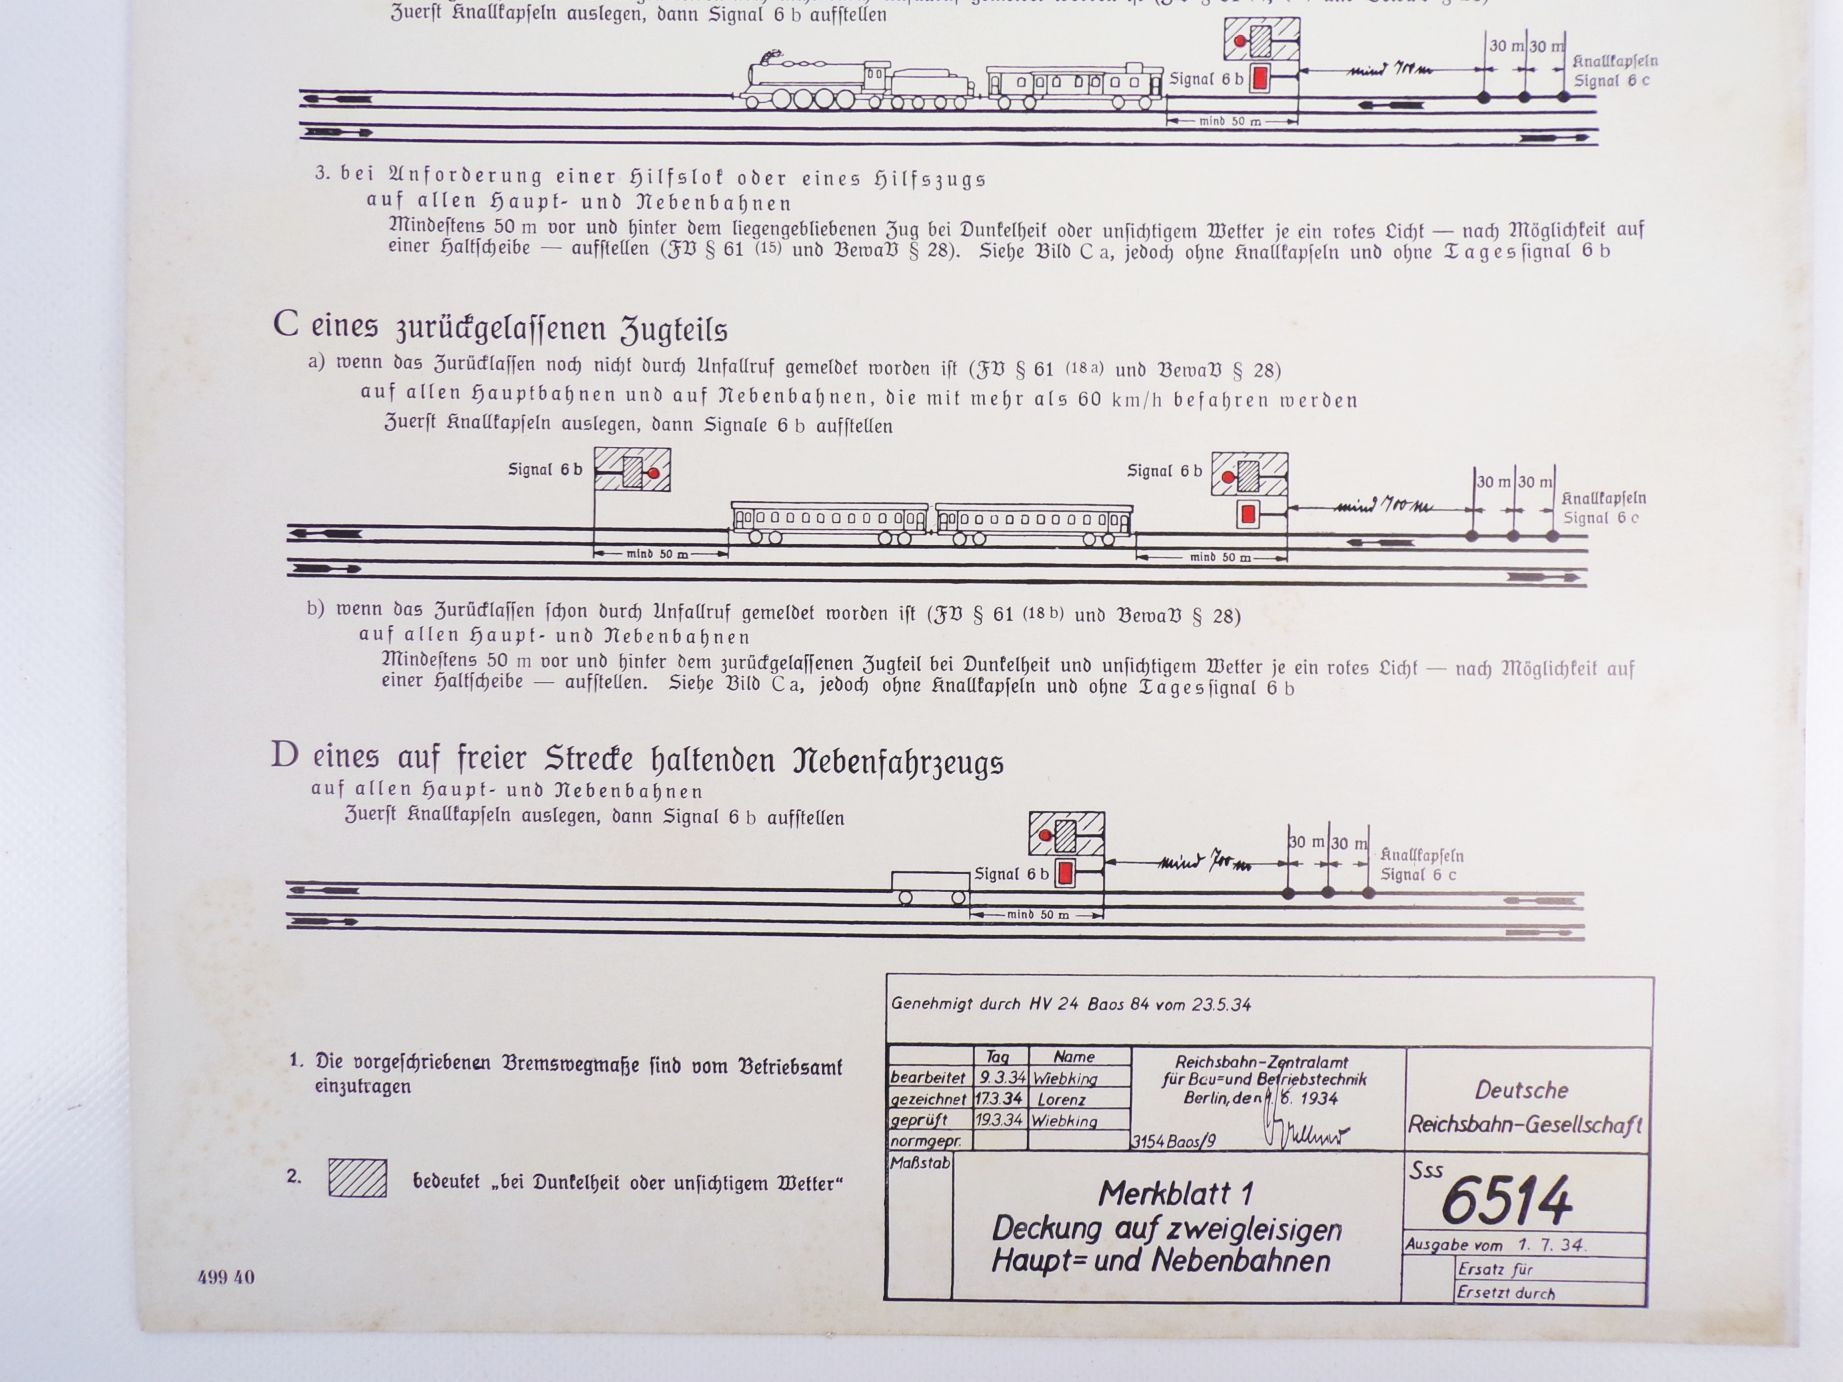 Zuerst Knallkapseln auslegen, dann Signal 6 b aufstellen
Signal 6 b
mind 700 m
30 m 30 m
Knallkapseln
Signal 6 c
mind 50 m
3. bei Anforderung einer Hilfslok oder eines Hilfszugs
auf allen Haupt- und Nebenbahnen
Mindestens 50 m vor und hinter dem liegengebliebenen Zug bei Dunkelheit oder unsichtigem Wetter je ein rotes Licht — nach Möglichkeit auf
einer Haltscheibe — aufstellen (FV § 61 (15) und BewaV § 28). Siehe Bild C a, jedoch ohne Knallkapseln und ohne Tagessignal 6 b
C eines zurückgelassenen Zugteils
a) wenn das Zurücklassen noch nicht durch Unfallruf gemeldet worden ist (FV § 61 (18 a) und BewaV § 28)
auf allen Hauptbahnen und auf Nebenbahnen, die mit mehr als 60 km/h befahren werden
Zuerst Knallkapseln auslegen, dann Signale 6 b aufstellen
Signal 6 b
Signal 6 b
mind 700 m
30 m 30 m
Knallkapseln
Signal 6 c
mind 50 m
mind 50 m
b) wenn das Zurücklassen schon durch Unfallruf gemeldet worden ist (FV § 61 (18 b) und BewaV § 28)
auf allen Haupt- und Nebenbahnen
Mindestens 50 m vor und hinter dem zurückgelassenen Zugteil bei Dunkelheit und unsichtigem Wetter je ein rotes Licht — nach Möglichkeit auf
einer Haltscheibe — aufstellen. Siehe Bild C a, jedoch ohne Knallkapseln und ohne Tagessignal 6 b
D eines auf freier Strecke haltenden Nebenfahrzeugs
auf allen Haupt- und Nebenbahnen
Zuerst Knallkapseln auslegen, dann Signal 6 b aufstellen
Signal 6 b
mind 700 m
30 m 30 m
Knallkapseln
Signal 6 c
mind 50 m
1. Die vorgeschriebenen Bremswegmaße sind vom Betriebsamt
einzutragen
2. bedeutet „bei Dunkelheit oder unsichtigem Wetter“
499 40
Genehmigt durch HV 24 Baos 84 vom 23.5.34
Tag Name
bearbeitet 9.3.34 Wiebking
gezeichnet 17.3.34 Lorenz
geprüft 19.3.34 Wiebking
normgepr.
Reichsbahn-Zentralamt
für Bau= und Betriebstechnik
Berlin, den 6. 1934
3154 Baos/9
Deutsche
Reichsbahn-Gesellschaft
Maßstab
Merkblatt 1
Deckung auf zweigleisigen
Haupt= und Nebenbahnen
Sss
6514
Ausgabe vom 1. 7. 34.
Ersatz für
Ersetzt durch